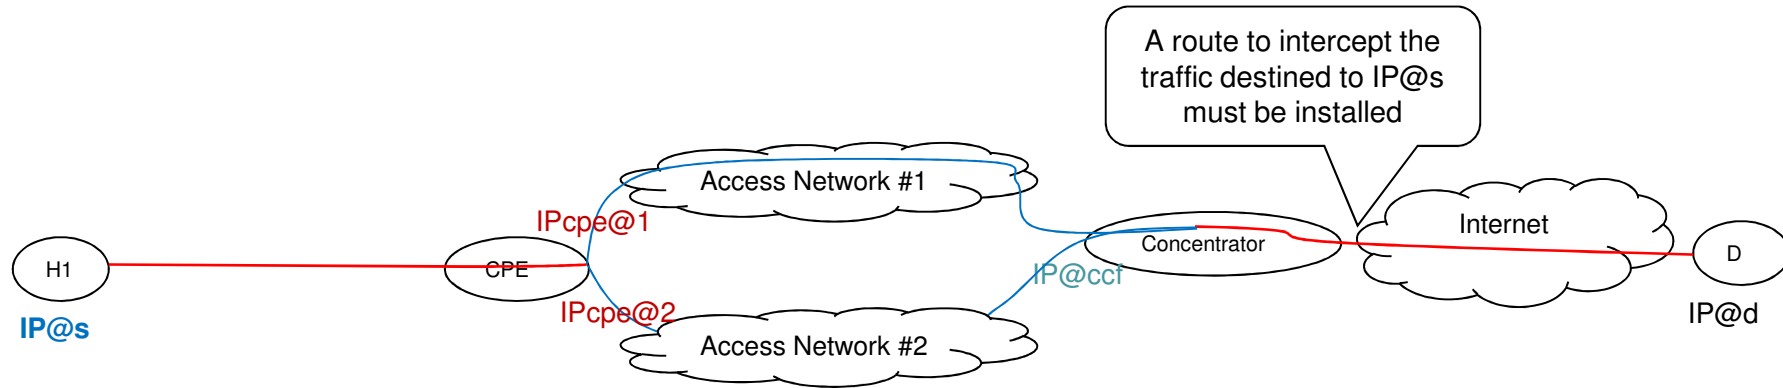 A route to intercept the
traffic destined to IP@s
must be installed
Access Network #1
IPcpe@1
Internet
Concentrator
H1
CPE
D
IP@ccf
IP@s
IPcpe@2
IP@d
Access Network #2